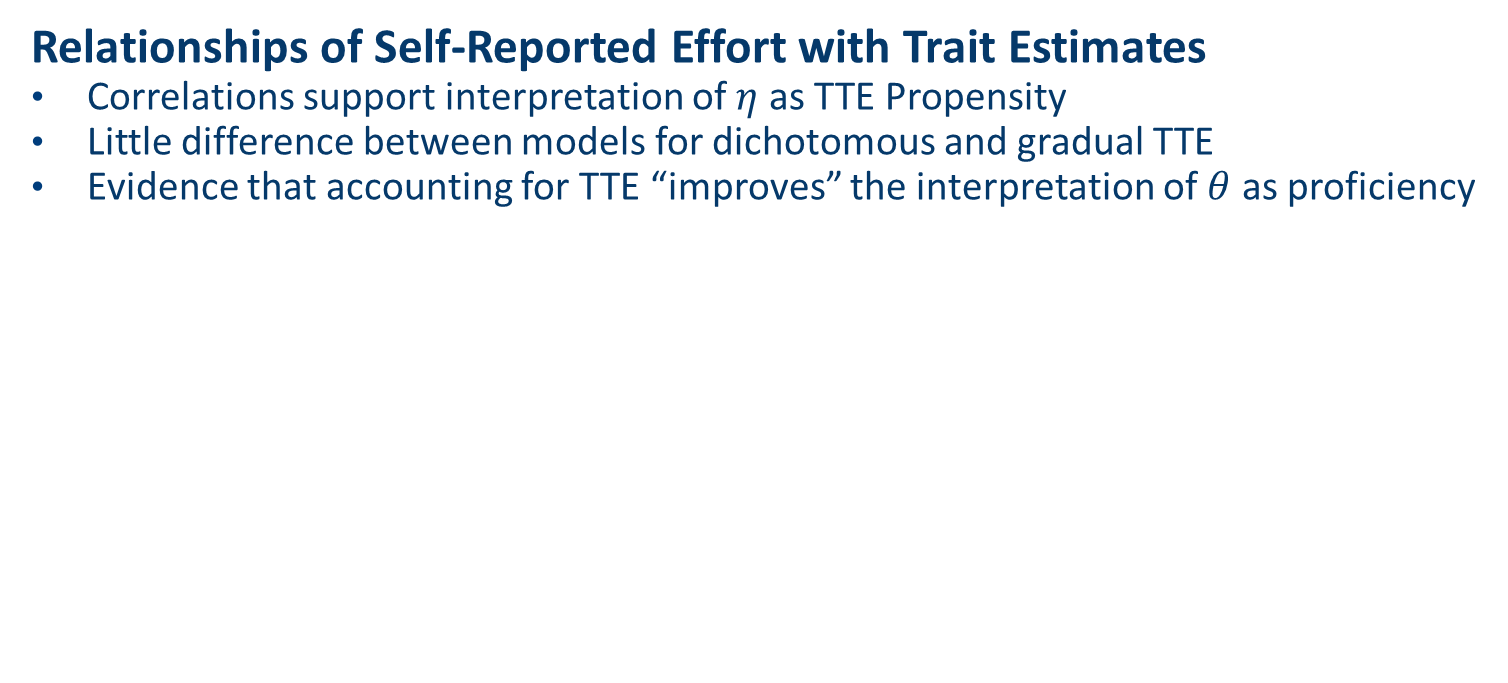 Relationships of Self-Reported Effort with Trait Estimates
• Correlations support interpretation of η as TTE Propensity
• Little difference between models for dichotomous and gradual TTE
• Evidence that accounting for TTE “improves” the interpretation of θ as proficiency